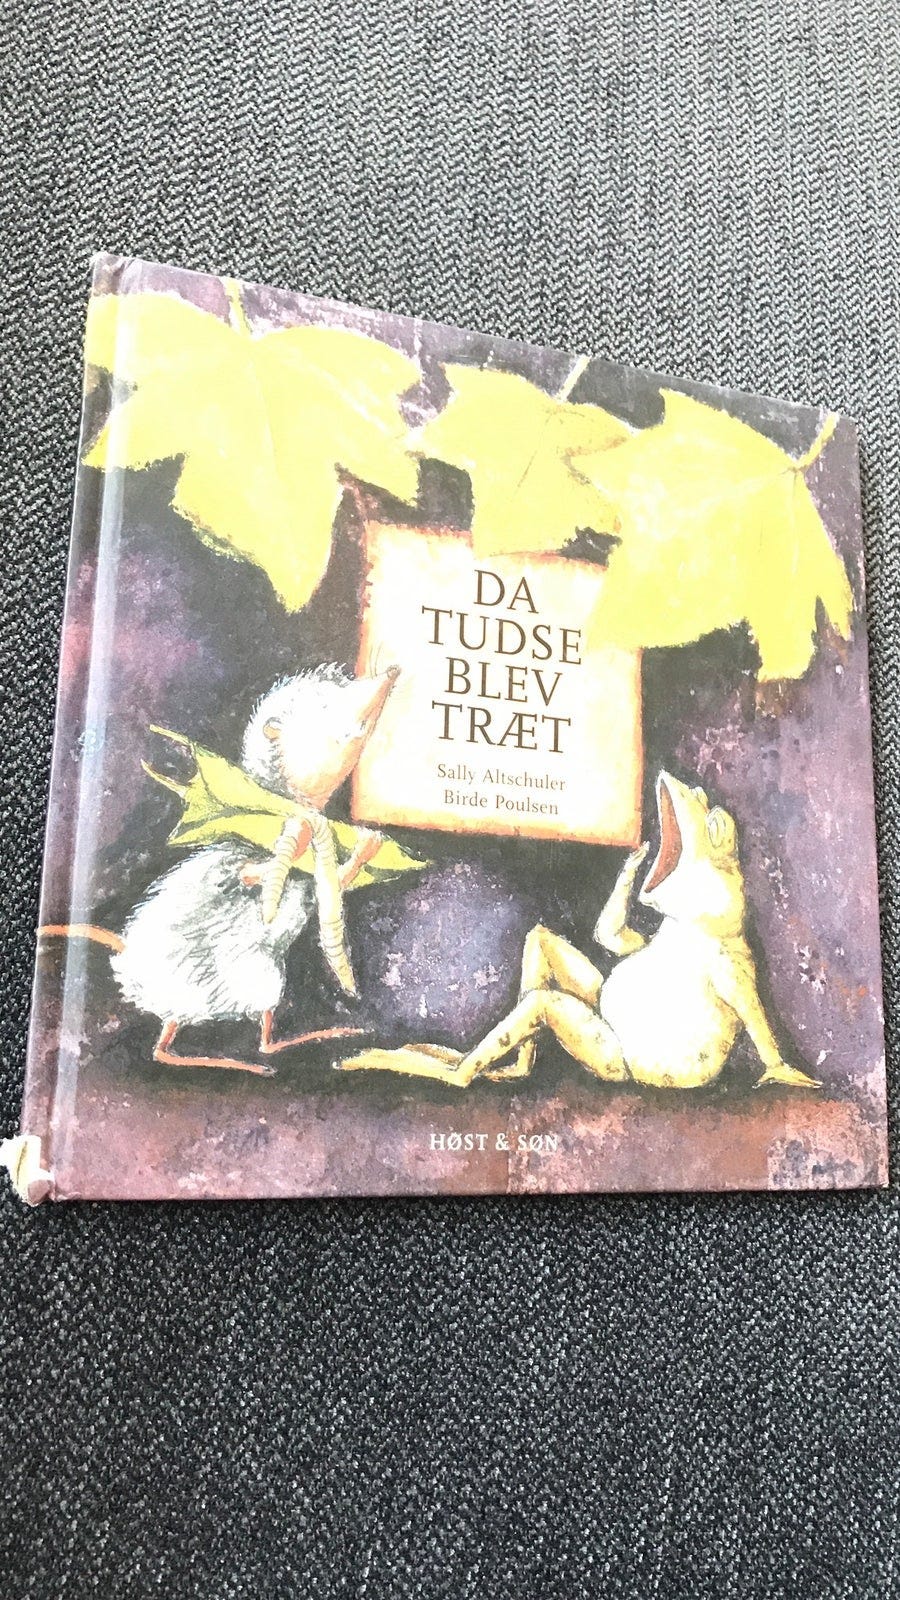 DA
TUDSE
BLEV
TRÆT
Sally Altschuler
Birde Poulsen
HØST & SØN